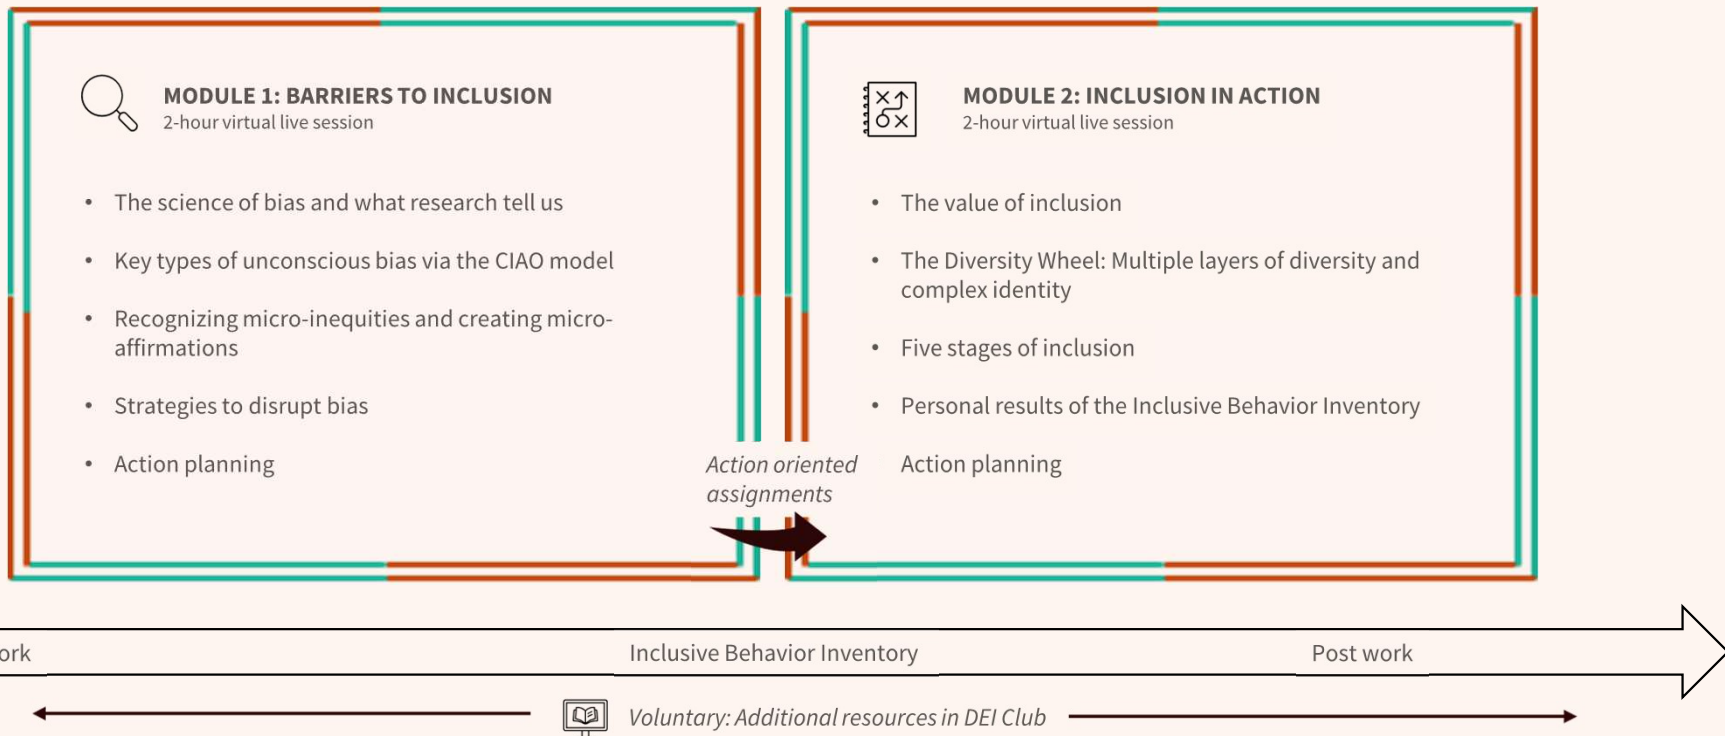 MODULE 1: BARRIERS TO INCLUSION
2-hour virtual live session
• The science of bias and what research tell us
• Key types of unconscious bias via the CIAO model
• Recognizing micro-inequities and creating micro-
affirmations
• Strategies to disrupt bias
• Action planning
Action oriented
assignments
MODULE 2: INCLUSION IN ACTION
2-hour virtual live session
• The value of inclusion
• The Diversity Wheel: Multiple layers of diversity and
complex identity
• Five stages of inclusion
• Personal results of the Inclusive Behavior Inventory
Action planning
ork
Inclusive Behavior Inventory
Post work
Voluntary: Additional resources in DEI Club